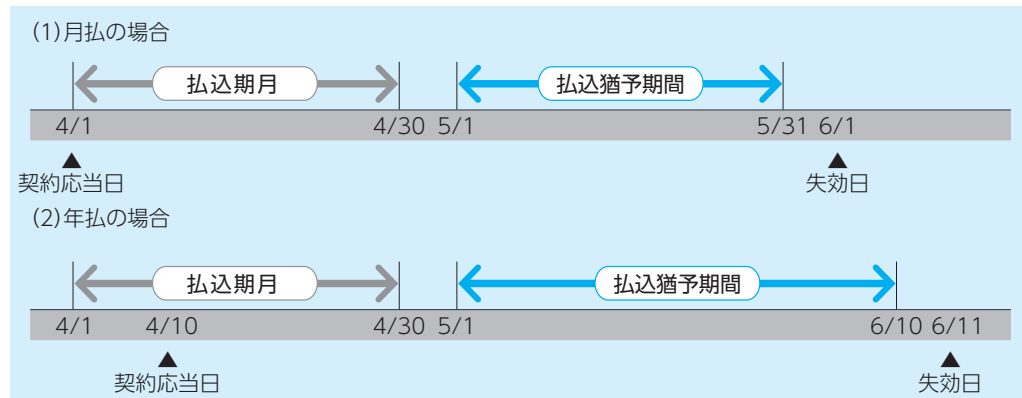 (1)月払の場合
払込期月 払込猶予期間
4/1 4/30 5/1 5/31 6/1
▲ ▲
契約応当日 失効日
(2)年払の場合
払込期月 払込猶予期間
4/1 4/10 4/30 5/1 6/10 6/11
▲ ▲
契約応当日 失効日